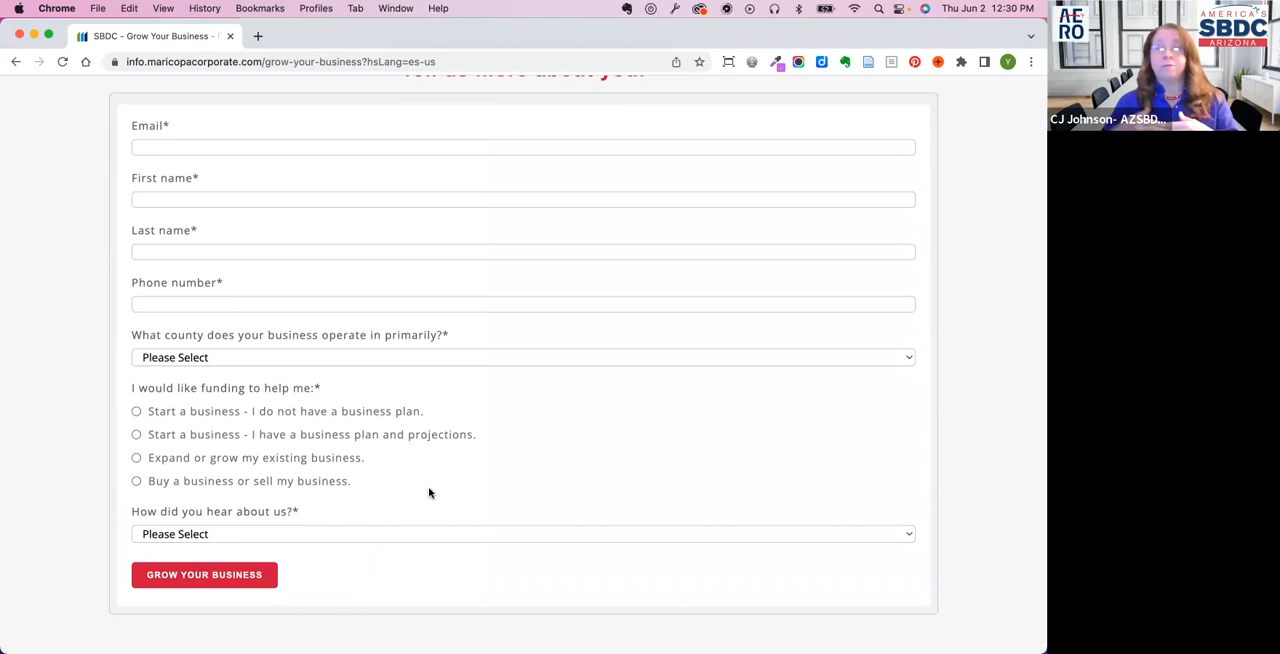 Chrome File Edit View History Bookmarks Profiles Tab Window Help Thu Jun 2 12:30 PM
SBDC - Grow Your Business -
info.maricopacorporate.com/grow-your-business?hsLang=es-us
Email*
First name*
Last name*
Phone number*
What county does your business operate in primarily?*
Please Select
I would like funding to help me:*
Start a business - I do not have a business plan.
Start a business - I have a business plan and projections.
Expand or grow my existing business.
Buy a business or sell my business.
How did you hear about us?*
Please Select
GROW YOUR BUSINESS
AERO
AMERICA'S
SBDC
ARIZONA
CJ Johnson- AZSBD...